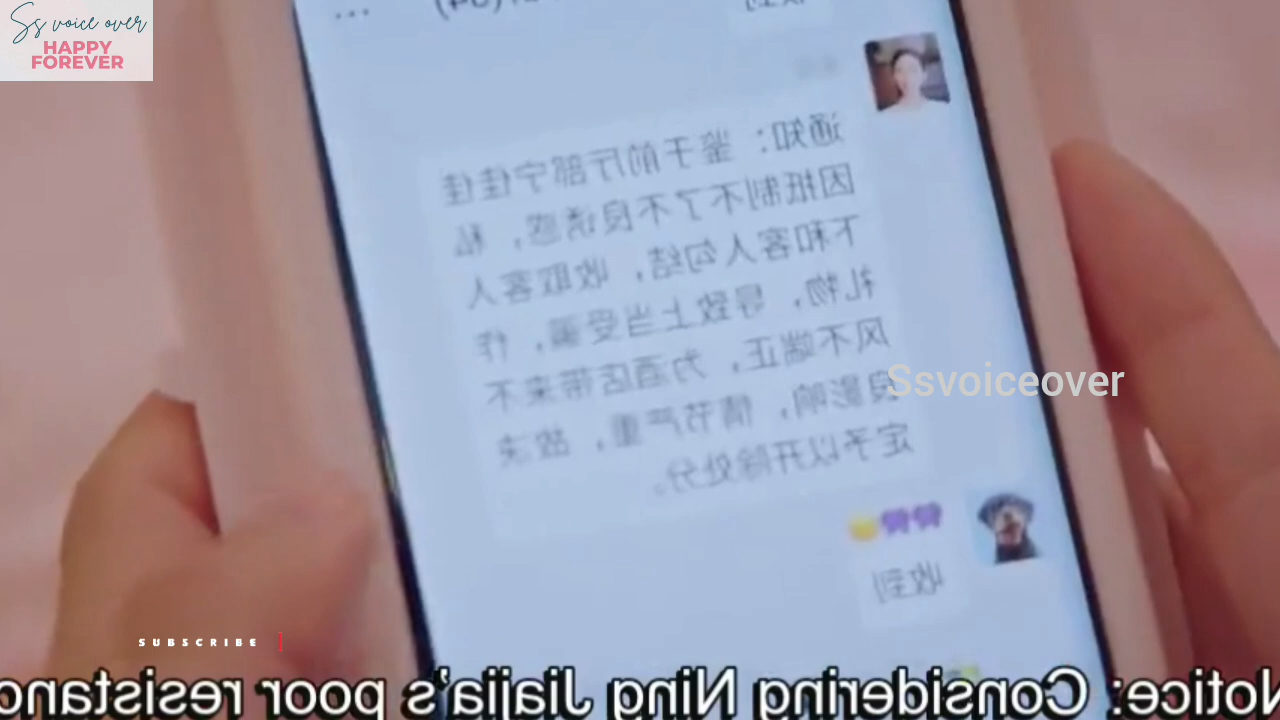 Ss voice over
HAPPY
FOREVER
收到
通知：鉴于前厅部宁佳佳
因抵制不了不良诱惑，私
下和客人勾结，收取客人
礼物，导致上当受骗，作
风不端正，为酒店带来不
良影响，情节严重，故决
定予以开除处分。
Ssvoiceover
收到
SUBSCRIBE
Notice: Considering Ning Jiajia's poor resistanc